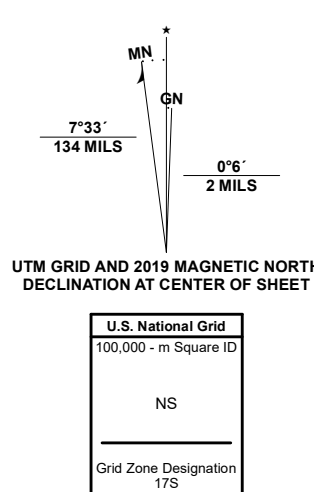 ★
MN
GN
7°33´
134 MILS
0°6´
2 MILS
UTM GRID AND 2019 MAGNETIC NORTH
DECLINATION AT CENTER OF SHEET
U.S. National Grid
100,000 - m Square ID
NS
Grid Zone Designation
17S